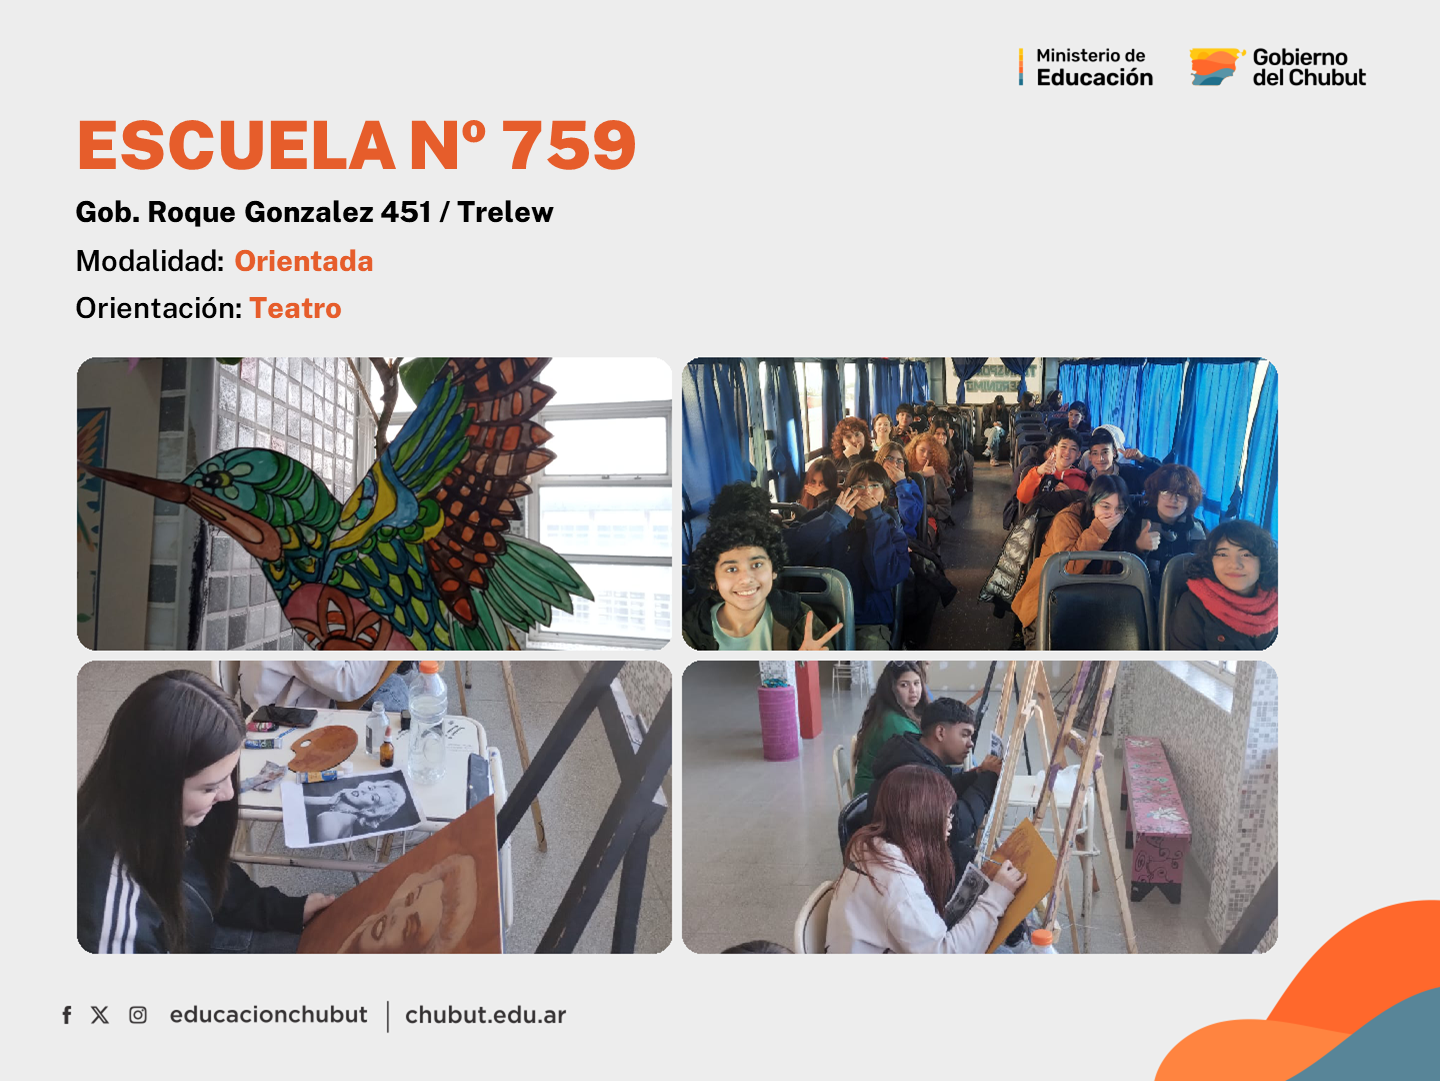 Ministerio de
Educación
Gobierno
del Chubut
ESCUELA Nº 759
Gob. Roque Gonzalez 451 / Trelew
Modalidad: Orientada
Orientación: Teatro
educacionchubut | chubut.edu.ar